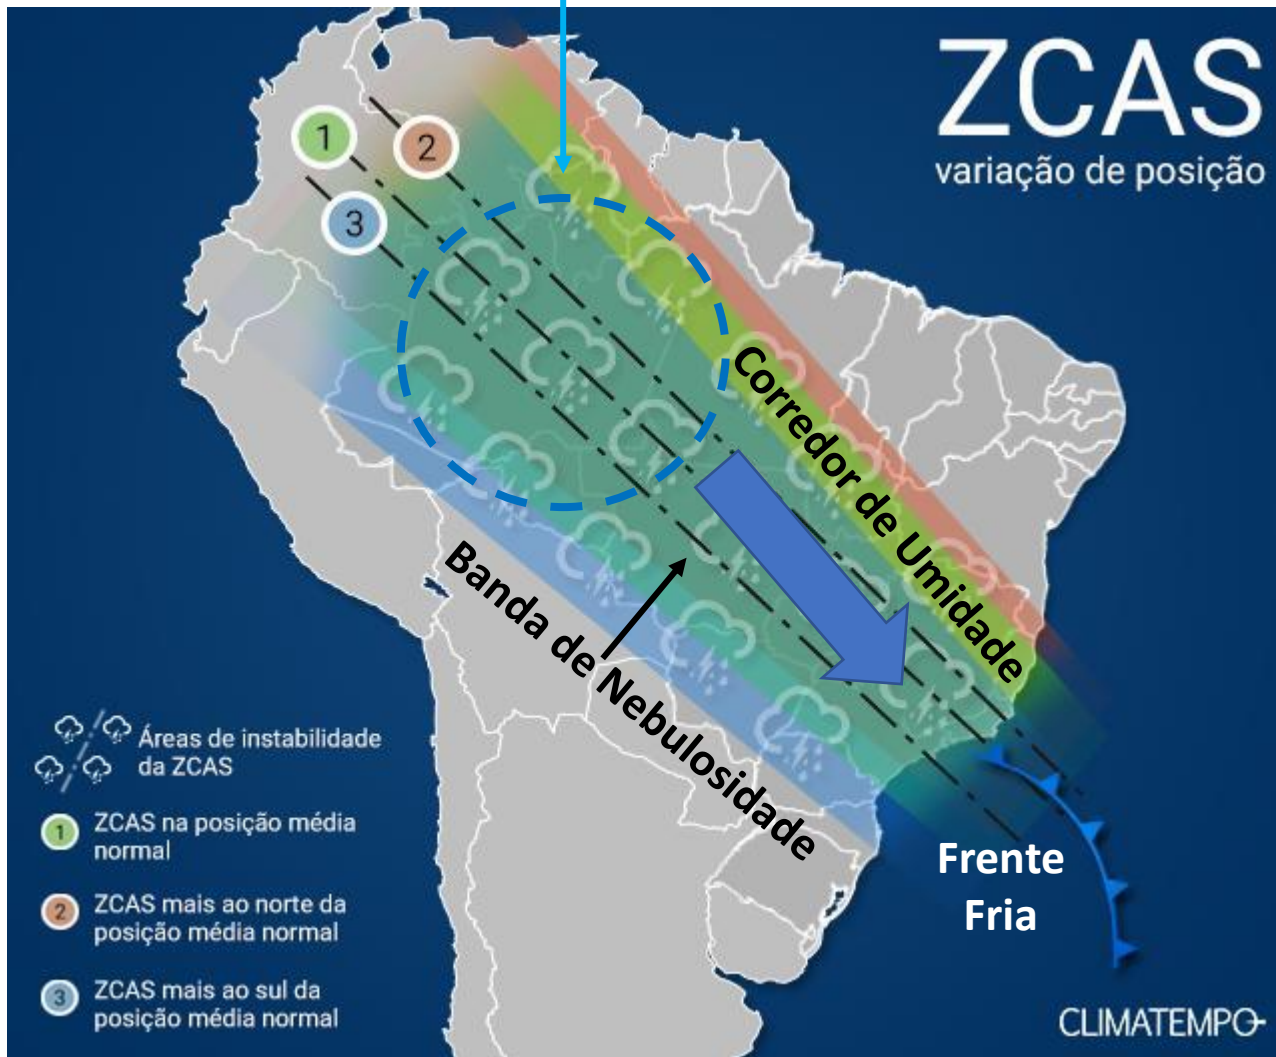 ZCAS
variação de posição
1
2
3
Corredor de Umidade
Banda de Nebulosidade
Frente
Fria
Áreas de instabilidade
da ZCAS
1
ZCAS na posição média
normal
2
ZCAS mais ao norte da
posição média normal
3
ZCAS mais ao sul da
posição média normal
CLIMATEMPO